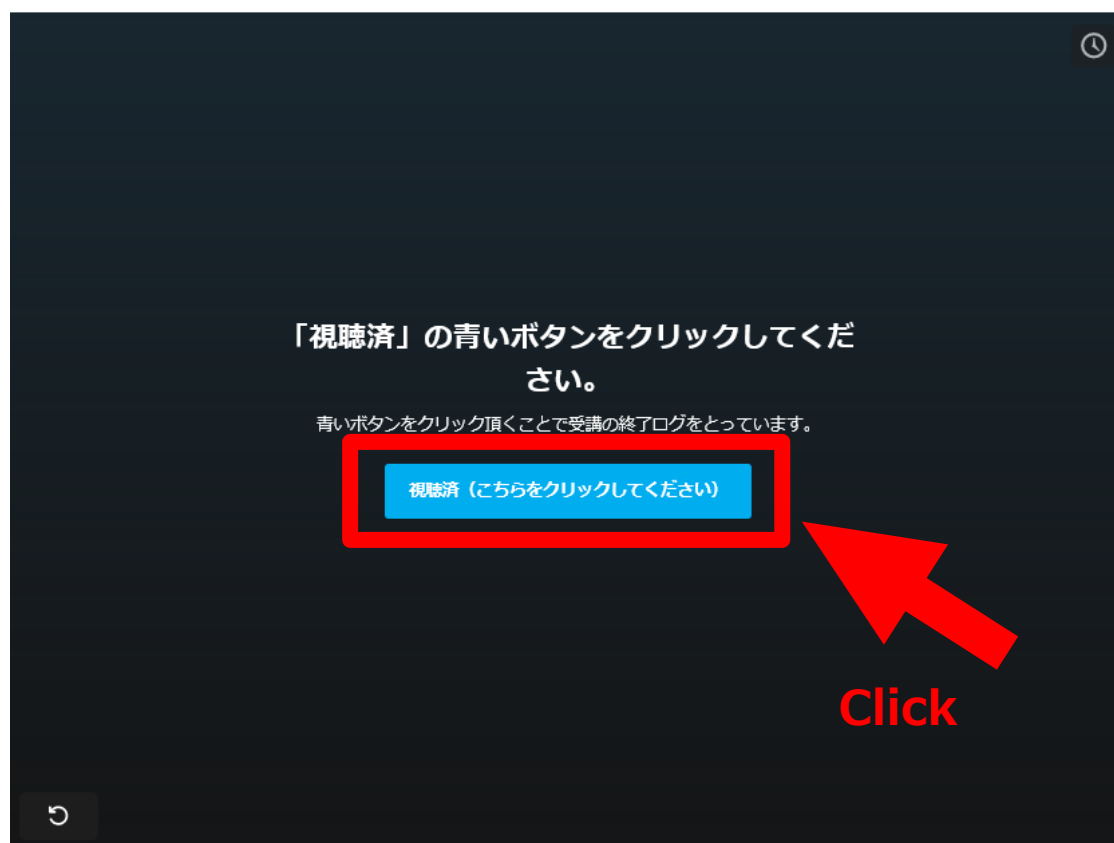 「視聴済」の青いボタンをクリックしてくだ
さい。
青いボタンをクリック頂くことで受講の終了ログをとっています。
視聴済（こちらをクリックしてください）
Click